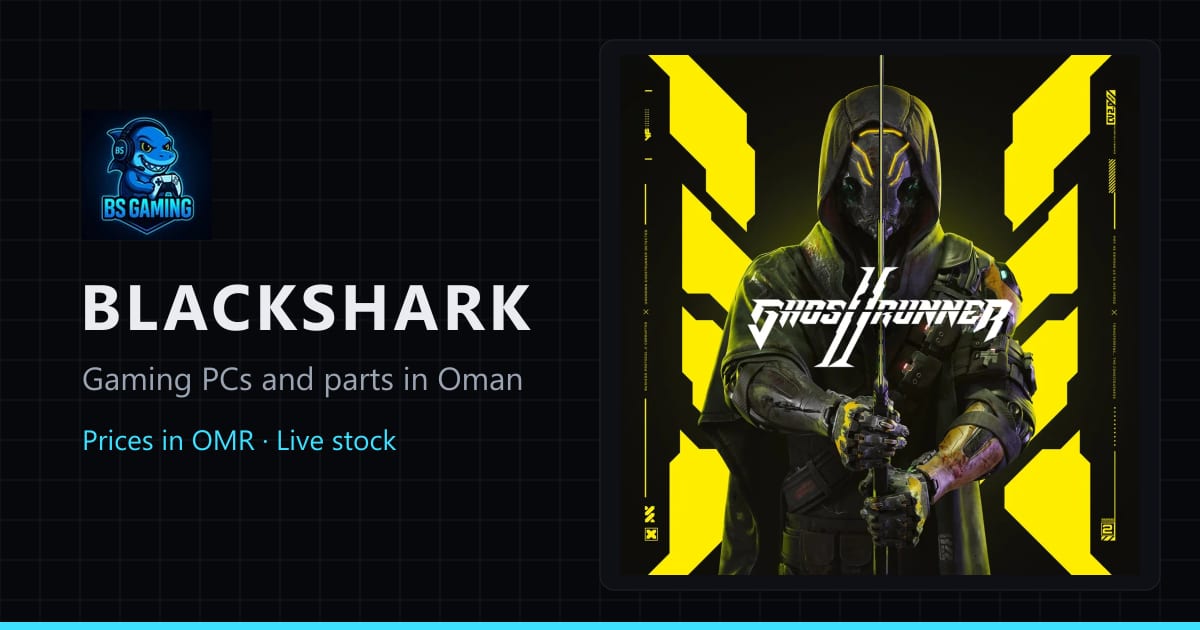 BS
BS GAMING
BLACKSHARK
Gaming PCs and parts in Oman
Prices in OMR · Live stock
GHOSTRUNNER
II